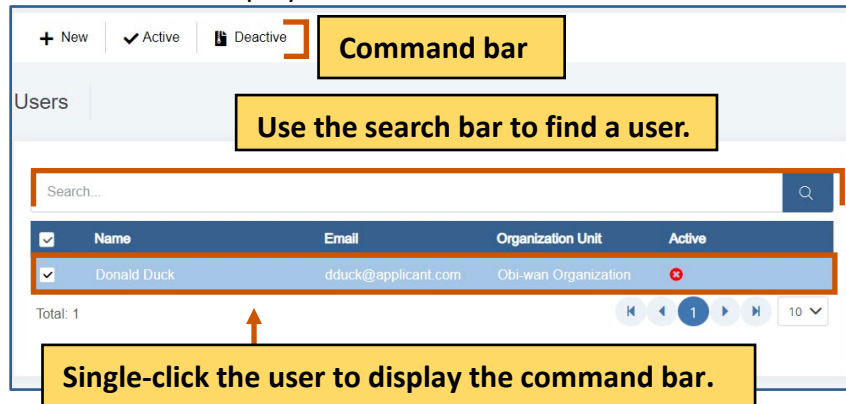 + New Active Deactive
Command bar
Users
Use the search bar to find a user.
Search...
Name Email Organization Unit Active
Donald Duck dduck@applicant.com Obi-wan Organization
Total: 1 1 10
Single-click the user to display the command bar.